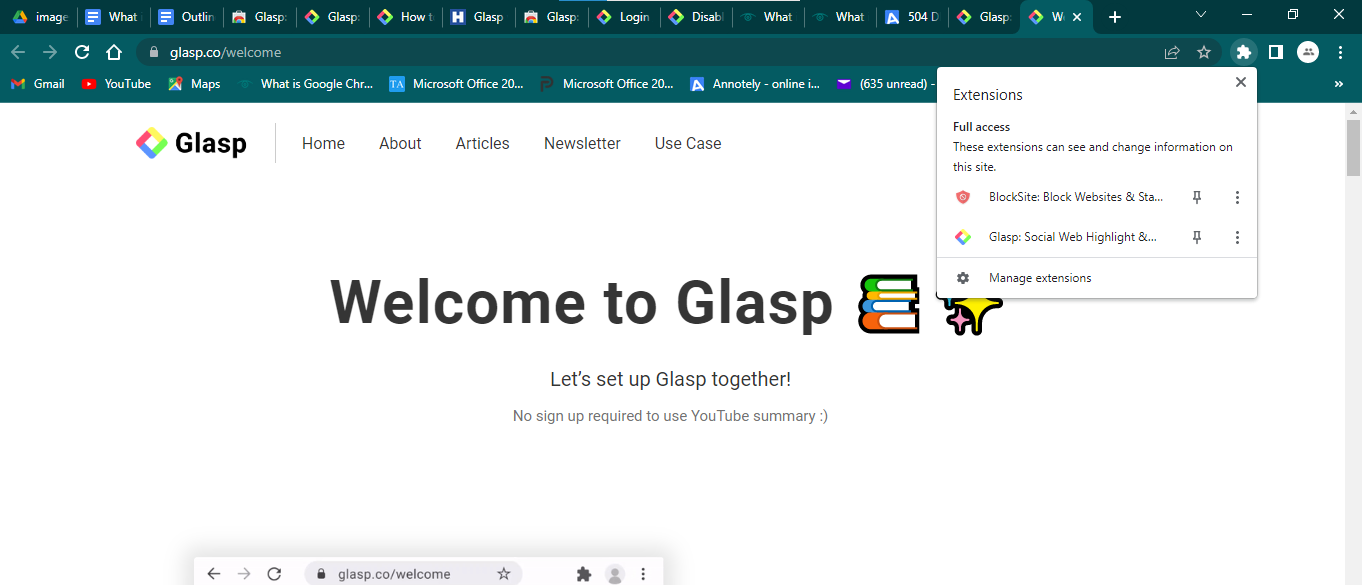 image
What
Outlin
Glasp:
Glasp:
How t
Glasp
Glasp:
Login
Disabl
What
What
504 D
Glasp:
We
glasp.co/welcome
Gmail
YouTube
Maps
What is Google Chr...
TA
Microsoft Office 20...
Microsoft Office 20...
Annotely - online i...
(635 unread) -
»
Extensions
Full access
These extensions can see and change information on
this site.
BlockSite: Block Websites & Sta...
Glasp: Social Web Highlight &...
Manage extensions
Glasp
Home
About
Articles
Newsletter
Use Case
Welcome to Glasp
Let's set up Glasp together!
No sign up required to use YouTube summary :)
glasp.co/welcome